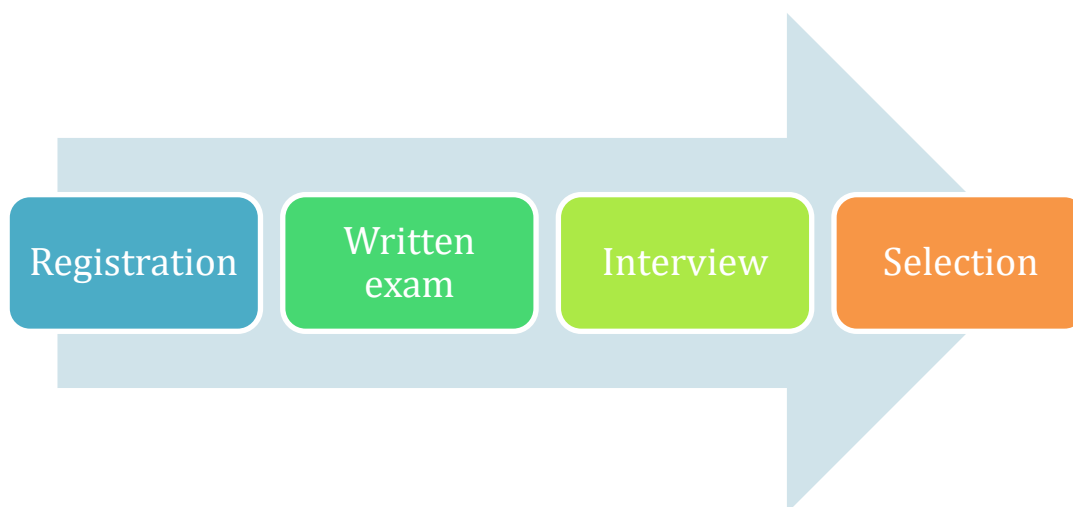 Registration
Written
exam
Interview
Selection